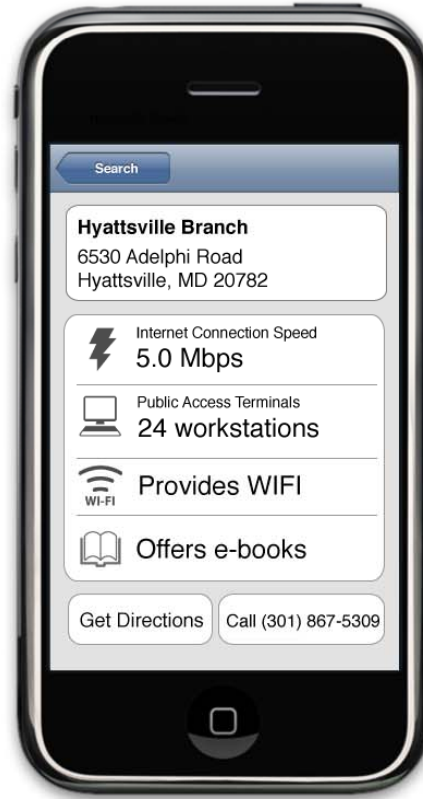 Search
Hyattsville Branch
6530 Adelphi Road
Hyattsville, MD 20782
Internet Connection Speed
5.0 Mbps
Public Access Terminals
24 workstations
WI-FI
Provides WIFI
Offers e-books
Get Directions
Call (301) 867-5309